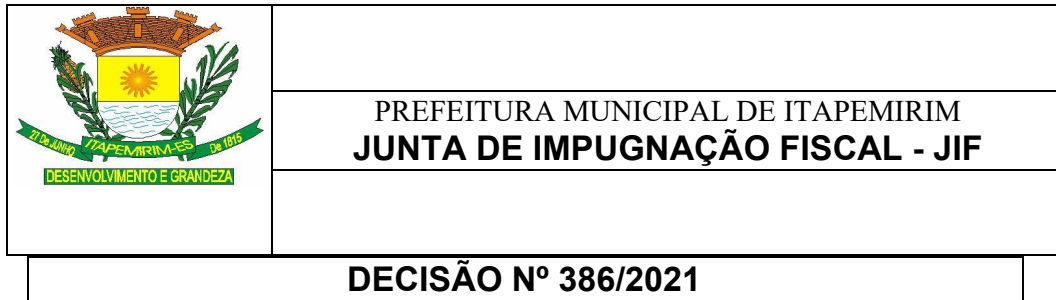 27 De JUNHO
ITAPEMIRIM-ES
De 1815
DESENVOLVIMENTO E GRANDEZA
PREFEITURA MUNICIPAL DE ITAPEMIRIM
JUNTA DE IMPUGNAÇÃO FISCAL - JIF
DECISÃO Nº 386/2021